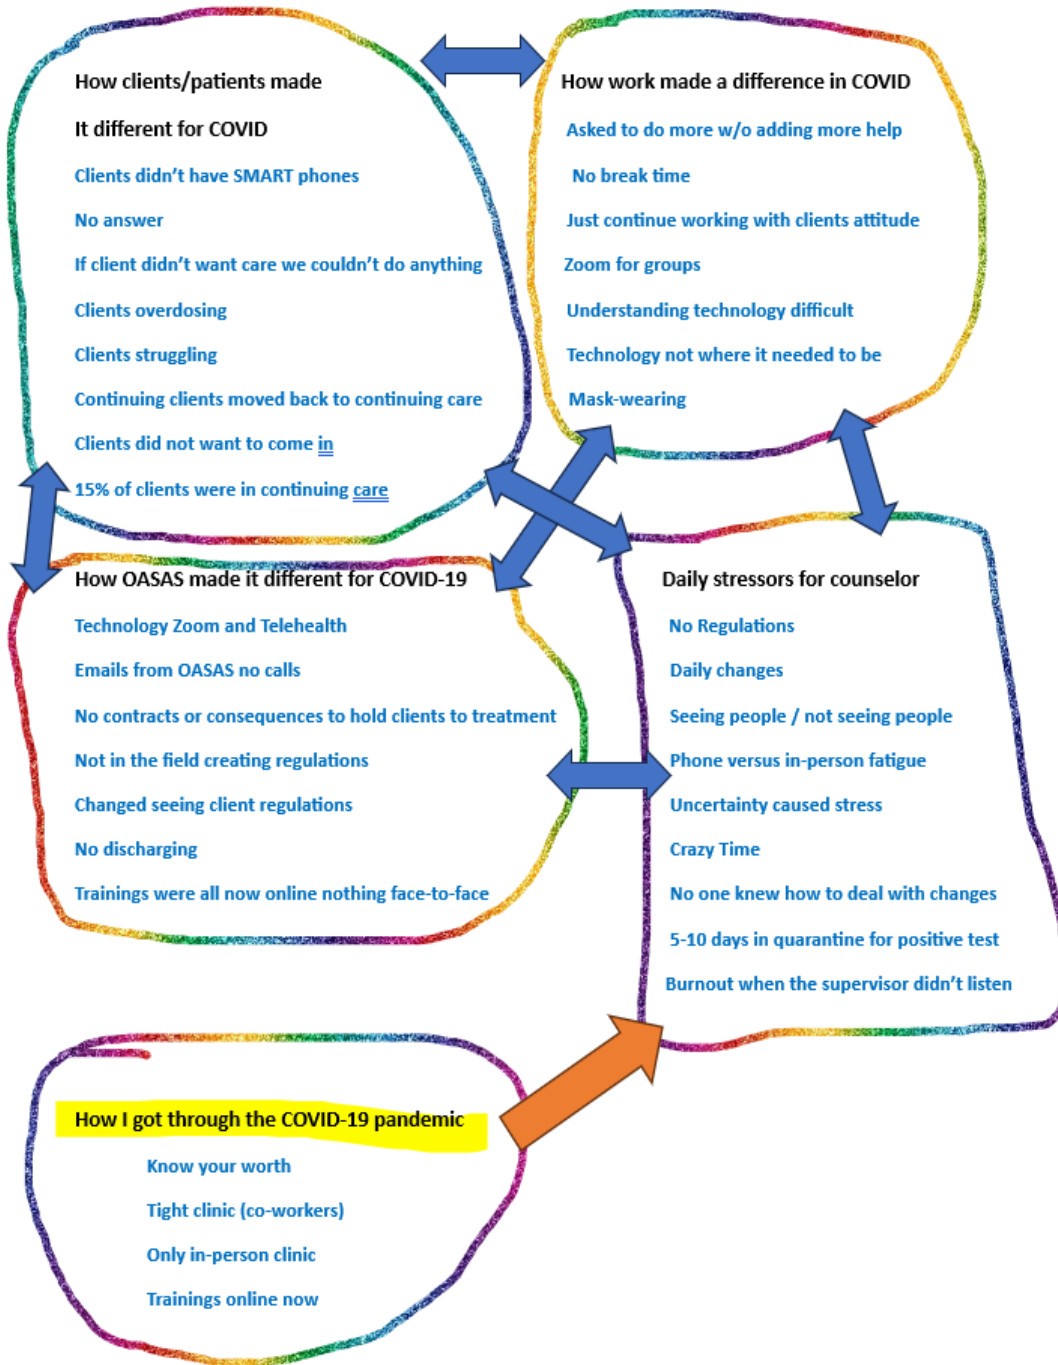 How clients/patients made
It different for COVID
Clients didn't have SMART phones
No answer
If client didn't want care we couldn't do anything
Clients overdosing
Clients struggling
Continuing clients moved back to continuing care
Clients did not want to come in
15% of clients were in continuing care
How work made a difference in COVID
Asked to do more w/o adding more help
No break time
Just continue working with clients attitude
Zoom for groups
Understanding technology difficult
Technology not where it needed to be
Mask-wearing
How OASAS made it different for COVID-19
Technology Zoom and Telehealth
Emails from OASAS no calls
No contracts or consequences to hold clients to treatment
Not in the field creating regulations
Changed seeing client regulations
No discharging
Trainings were all now online nothing face-to-face
Daily stressors for counselor
No Regulations
Daily changes
Seeing people / not seeing people
Phone versus in-person fatigue
Uncertainty caused stress
Crazy Time
No one knew how to deal with changes
5-10 days in quarantine for positive test
Burnout when the supervisor didn't listen
How I got through the COVID-19 pandemic
Know your worth
Tight clinic (co-workers)
Only in-person clinic
Trainings online now